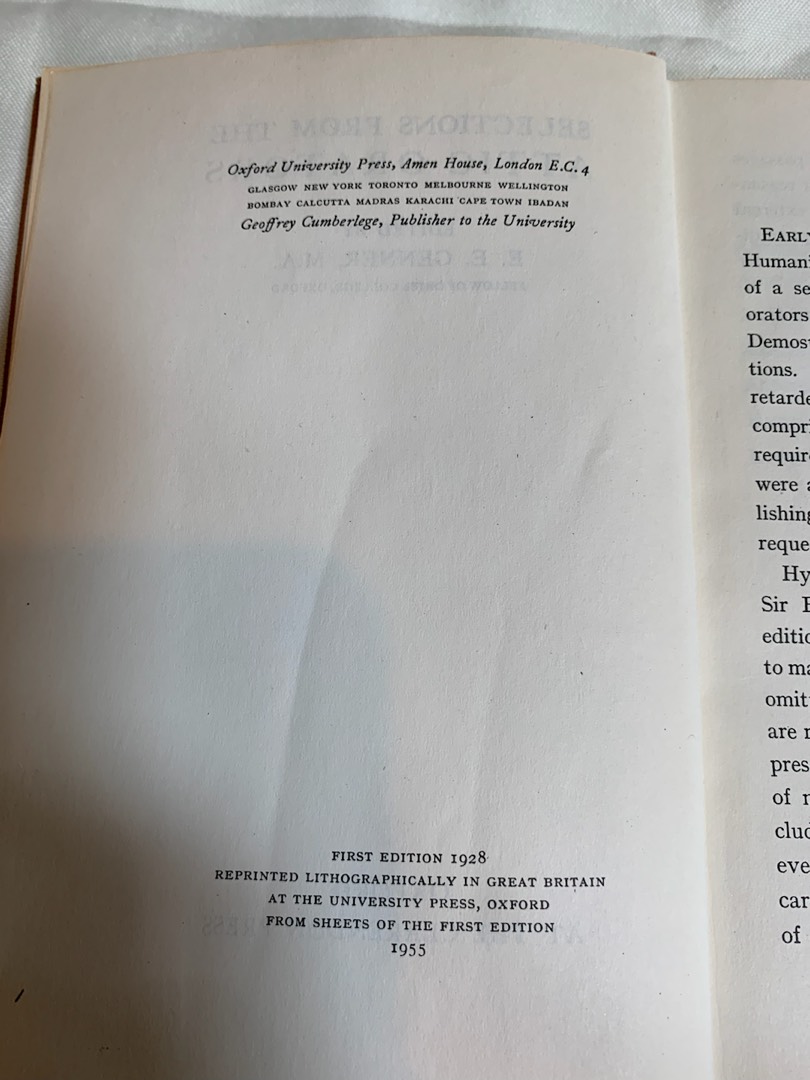 Oxford University Press, Amen House, London E.C. 4
GLASGOW NEW YORK TORONTO MELBOURNE WELLINGTON
BOMBAY CALCUTTA MADRAS KARACHI CAPE TOWN IBADAN
Geoffrey Cumberlege, Publisher to the University
FIRST EDITION 1928
REPRINTED LITHOGRAPHICALLY IN GREAT BRITAIN
AT THE UNIVERSITY PRESS, OXFORD
FROM SHEETS OF THE FIRST EDITION
1955
EARLY
Humani
of a se
orators
Demos
tions.
retarde
compri
requir
were a
lishing
reque
Hy
Sir E
editio
to ma
omit
are r
pres
of r
clud
eve
car
of